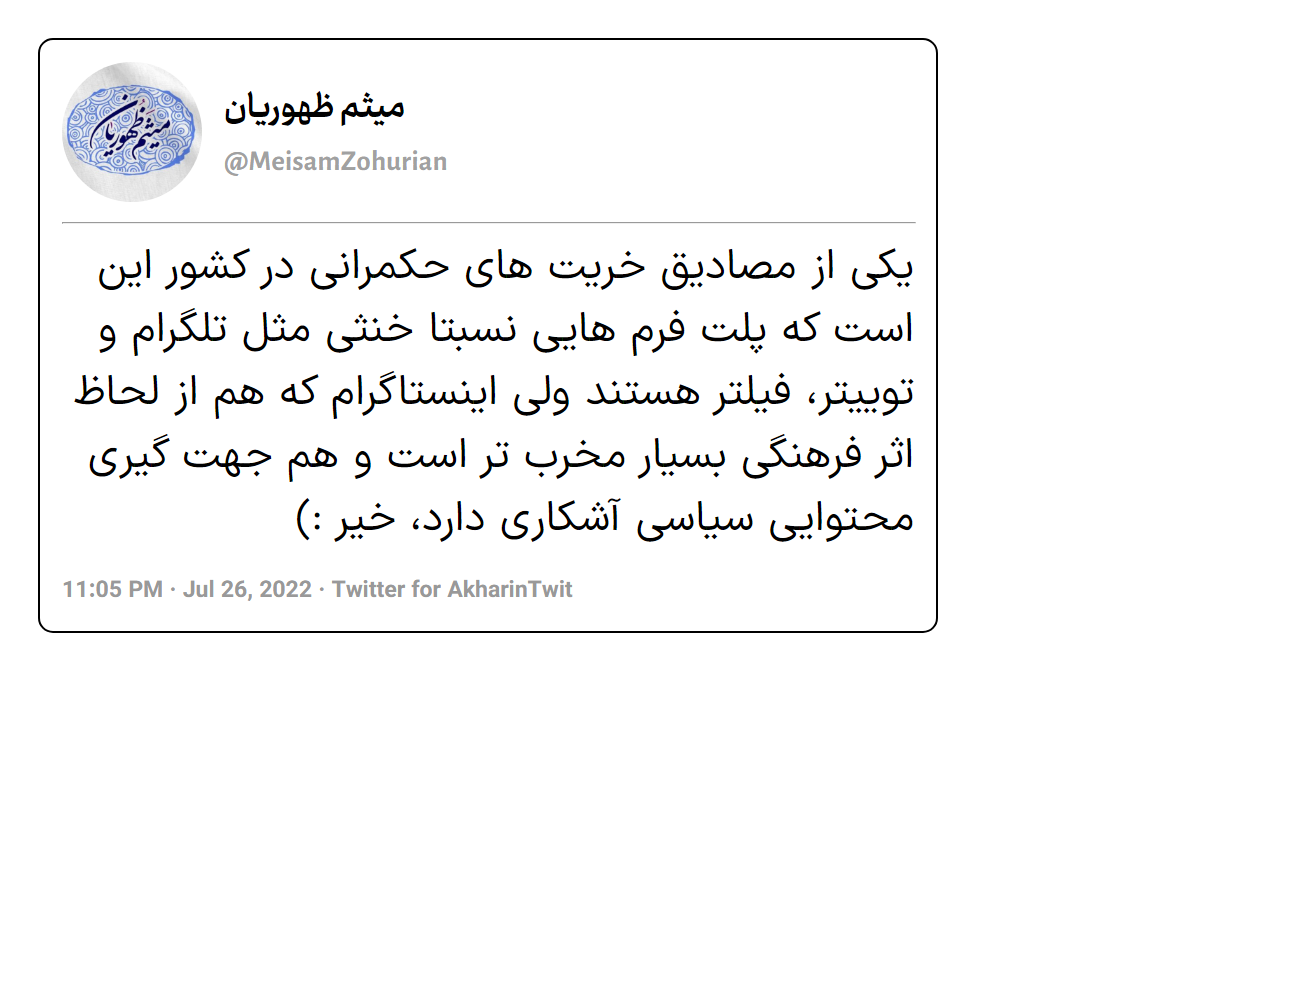 میثم ظهوریان
میثم ظهوریان
@MeisamZohurian
یکی از مصادیق خریت های حکمرانی در کشور این
است که پلت فرم هایی نسبتا خنثی مثل تلگرام و
توییتر، فیلتر هستند ولی اینستاگرام که هم از لحاظ
اثر فرهنگی بسیار مخرب تر است و هم جهت گیری
محتوایی سیاسی آشکاری دارد، خیر :)
11:05 PM · Jul 26, 2022 · Twitter for AkharinTwit